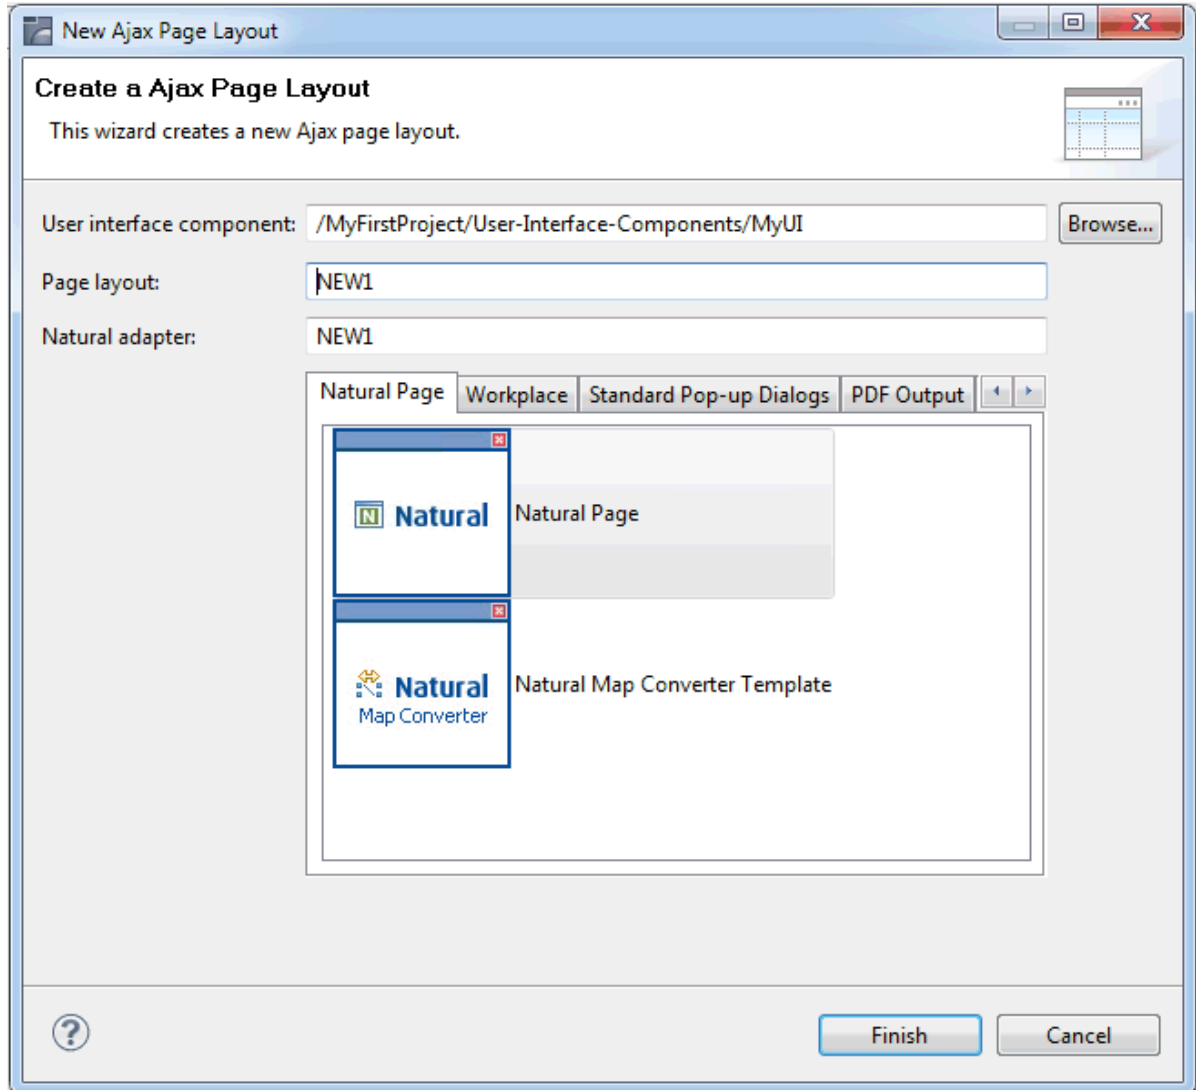 New Ajax Page Layout
Create a Ajax Page Layout
This wizard creates a new Ajax page layout.
User interface component: /MyFirstProject/User-Interface-Components/MyUI Browse...
Page layout: NEW1
Natural adapter: NEW1
Natural Page Workplace Standard Pop-up Dialogs PDF Output
N Natural Natural Page
Natural Natural Map Converter Template
Map Converter
? Finish Cancel